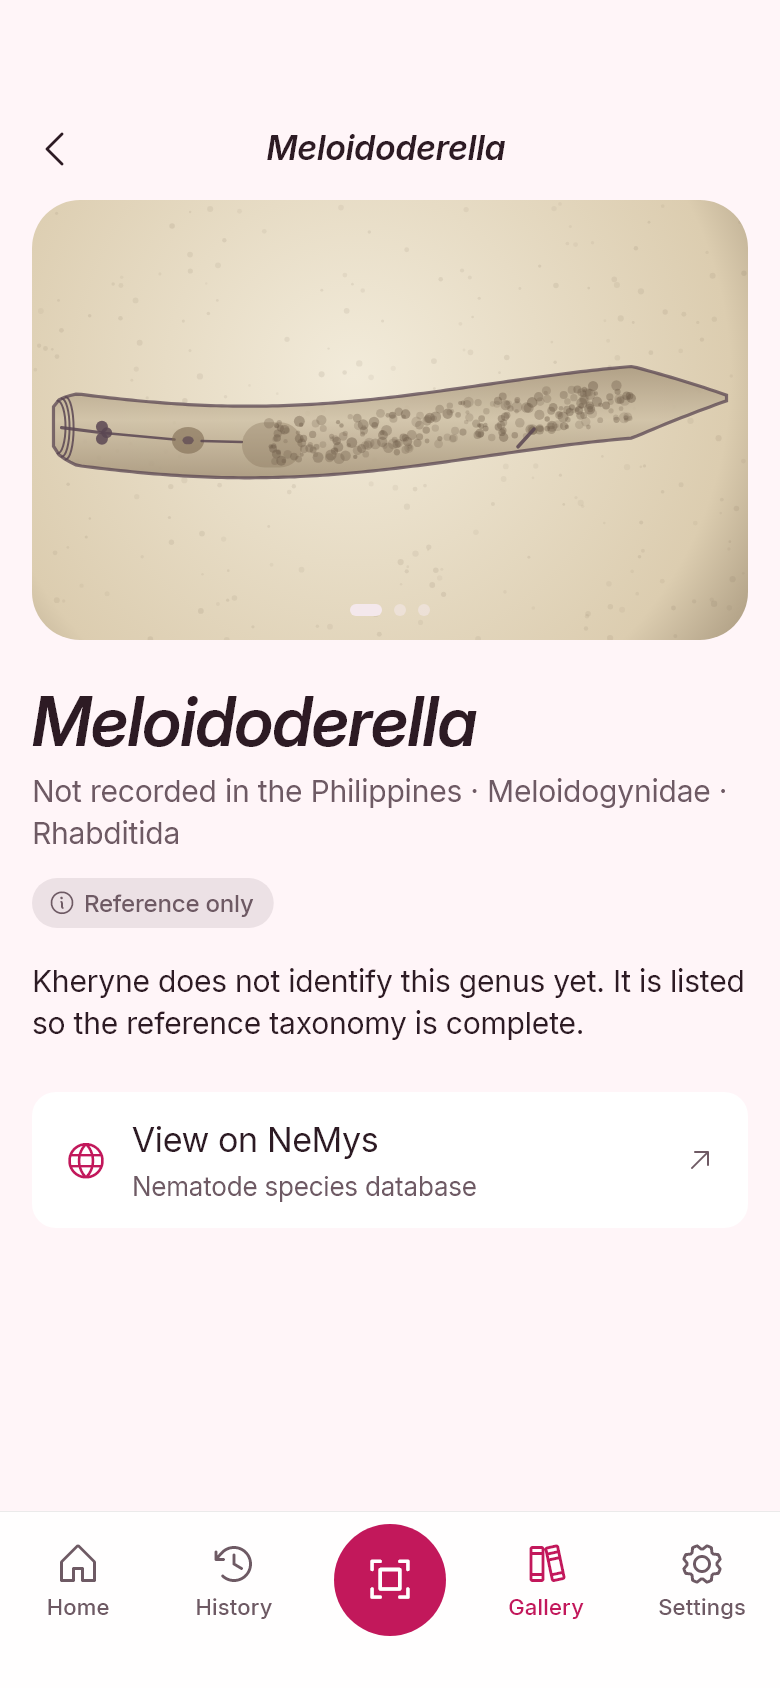 Meloidoderella
Meloidoderella
Not recorded in the Philippines · Meloidogynidae ·
Rhabditida
Reference only
Kheryne does not identify this genus yet. It is listed
so the reference taxonomy is complete.
View on NeMys
Nematode species database
Home
History
Gallery
Settings